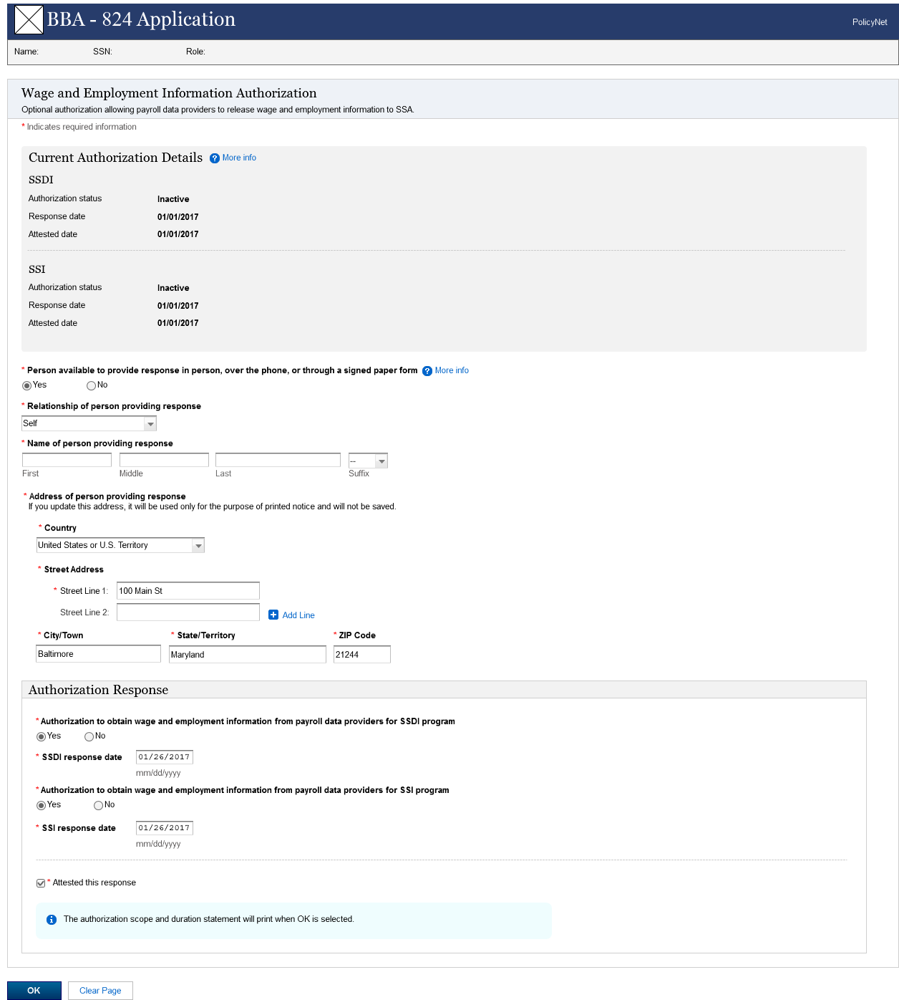 BBA - 824 Application
PolicyNet
Name: SSN: Role:
Wage and Employment Information Authorization
Optional authorization allowing payroll data providers to release wage and employment information to SSA.
* Indicates required information
Current Authorization Details ? More info
SSDI
Authorization status Inactive
Response date 01/01/2017
Attested date 01/01/2017
SSI
Authorization status Inactive
Response date 01/01/2017
Attested date 01/01/2017
* Person available to provide response in person, over the phone, or through a signed paper form ? More info
Yes No
* Relationship of person providing response
Self
* Name of person providing response
--
First Middle Last Suffix
* Address of person providing response
If you update this address, it will be used only for the purpose of printed notice and will not be saved.
* Country
United States or U.S. Territory
* Street Address
* Street Line 1: 100 Main St
Street Line 2: + Add Line
* City/Town * State/Territory * ZIP Code
Baltimore Maryland 21244
Authorization Response
* Authorization to obtain wage and employment information from payroll data providers for SSDI program
Yes No
* SSDI response date 01/26/2017
mm/dd/yyyy
* Authorization to obtain wage and employment information from payroll data providers for SSI program
Yes No
* SSI response date 01/26/2017
mm/dd/yyyy
* Attested this response
i The authorization scope and duration statement will print when OK is selected.
OK Clear Page